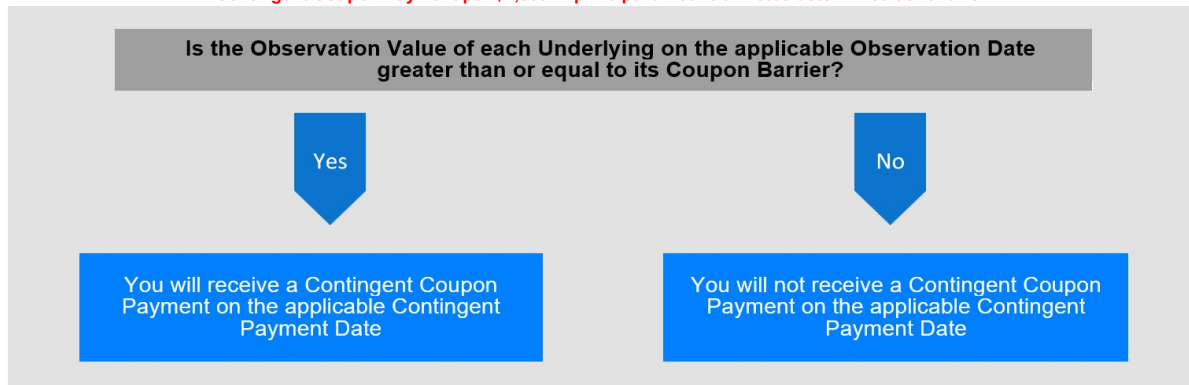 Is the Observation Value of each Underlying on the applicable Observation Date
greater than or equal to its Coupon Barrier?
Yes
No
You will receive a Contingent Coupon
Payment on the applicable Contingent
Payment Date
You will not receive a Contingent Coupon
Payment on the applicable Contingent
Payment Date